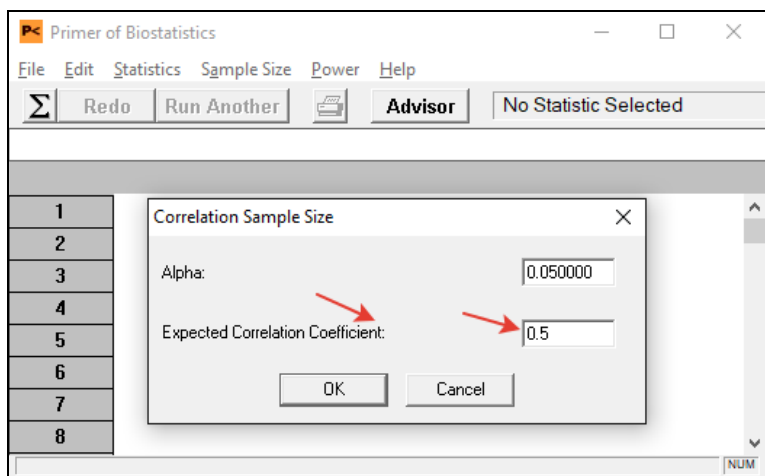 P< Primer of Biostatistics
File Edit Statistics Sample Size Power Help
Σ Redo Run Another Advisor No Statistic Selected
1
2
3
4
5
6
7
8
Correlation Sample Size
Alpha: 0.050000
Expected Correlation Coefficient: 0.5
OK Cancel
NUM